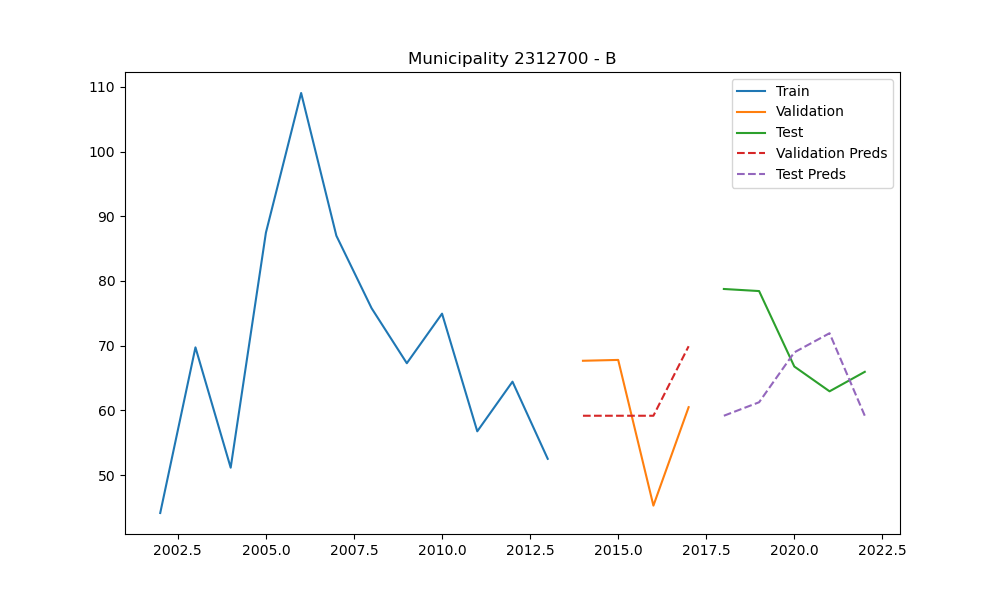 Municipality 2312700 - B
110
100
90
80
70
60
50
2002.5 2005.0 2007.5 2010.0 2012.5 2015.0 2017.5 2020.0 2022.5
Train
Validation
Test
Validation Preds
Test Preds